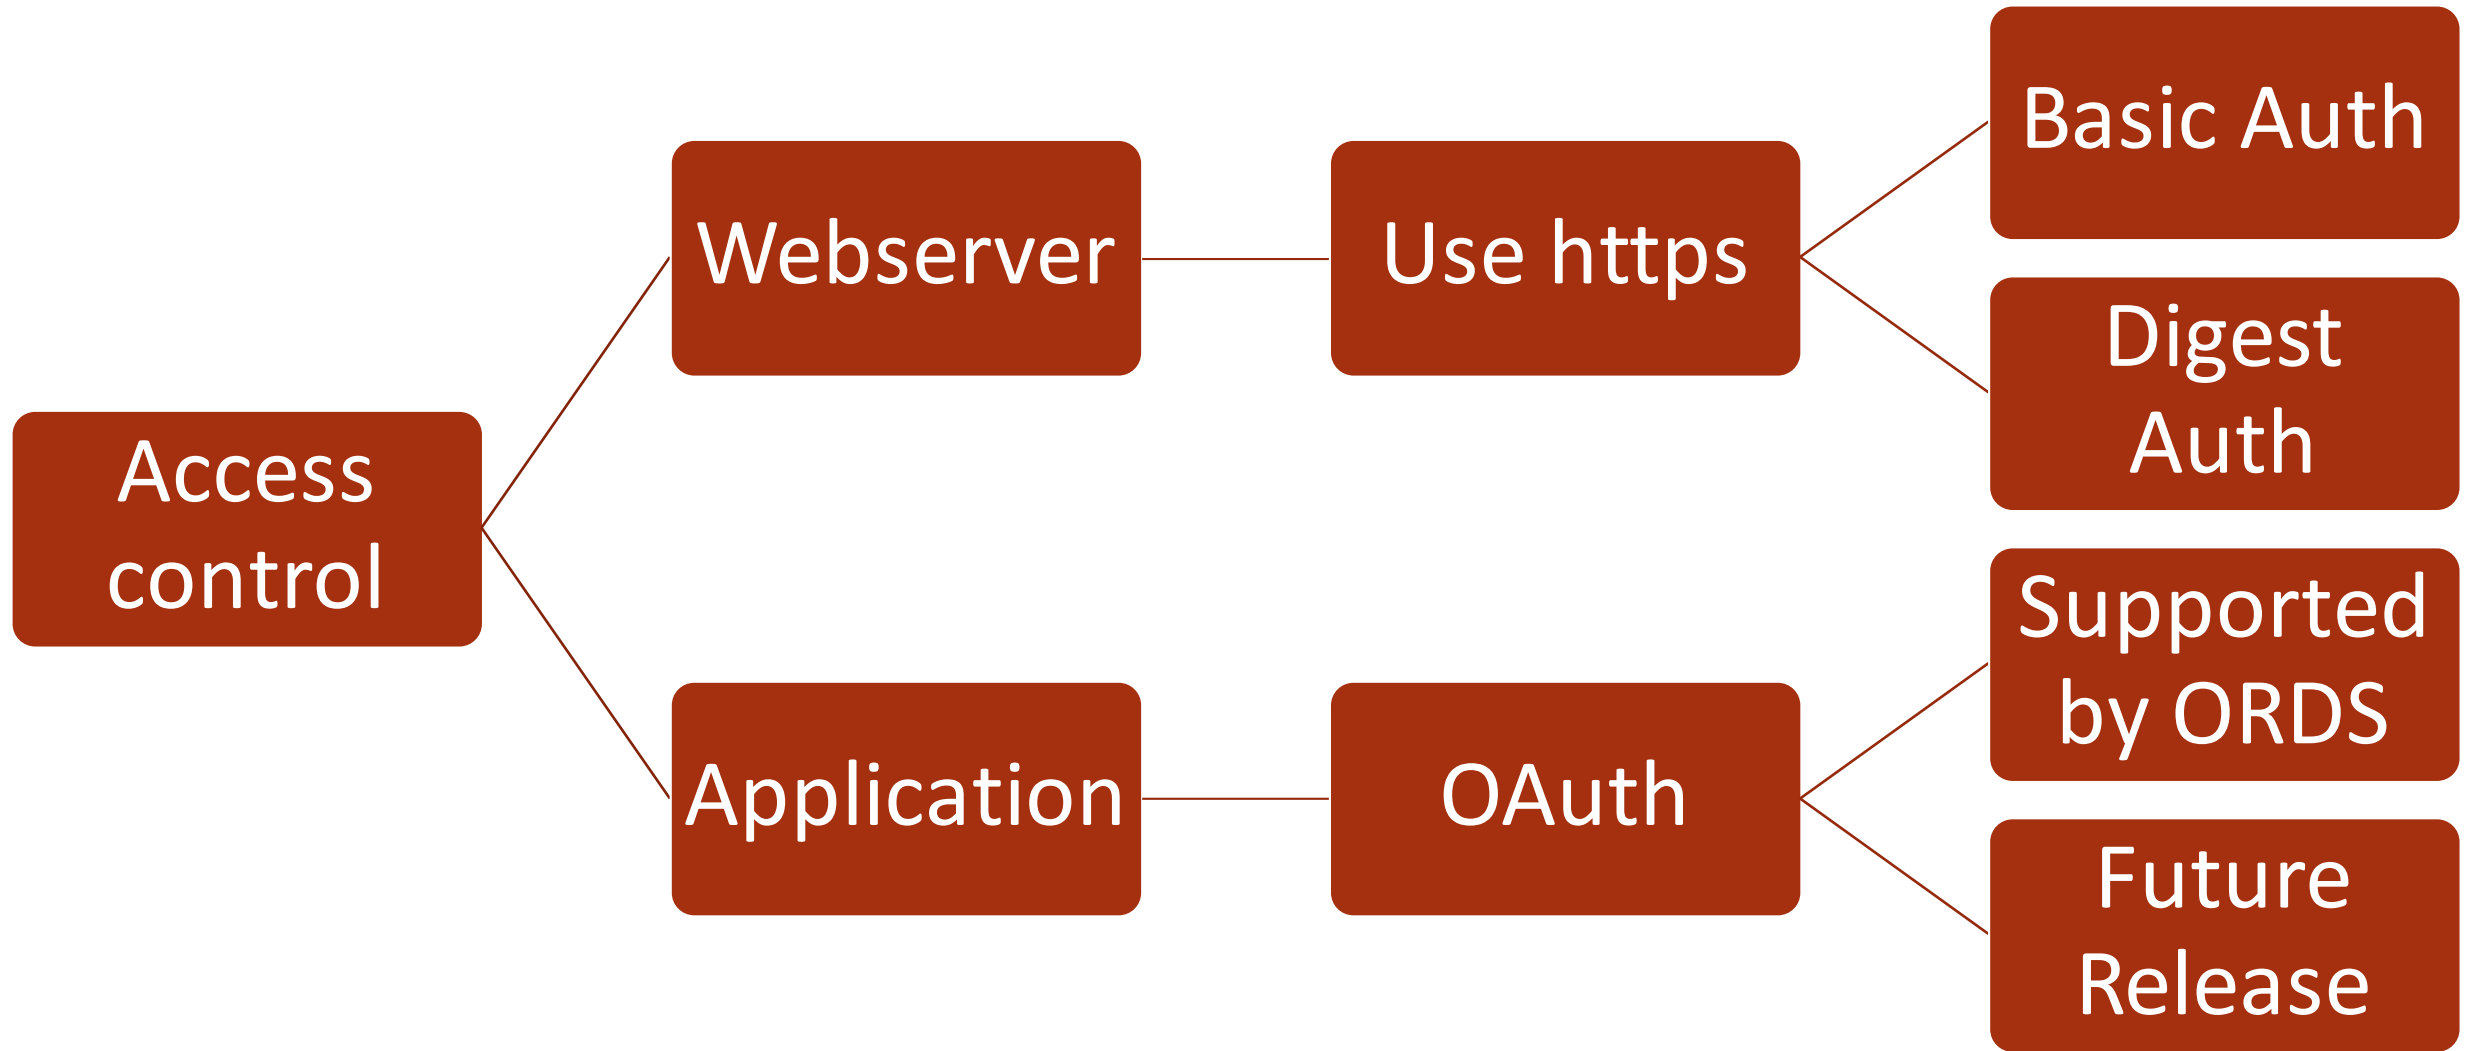 Access
control
Webserver
Use https
Basic Auth
Digest
Auth
Application
OAuth
Supported
by ORDS
Future
Release